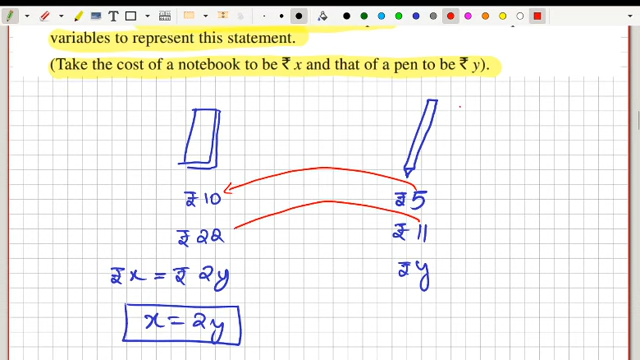 variables to represent this statement.
(Take the cost of a notebook to be ₹ x and that of a pen to be ₹ y).
₹ 10 ₹ 5
₹ 22 ₹ 11
₹ x = ₹ 2y ₹ y
x = 2y